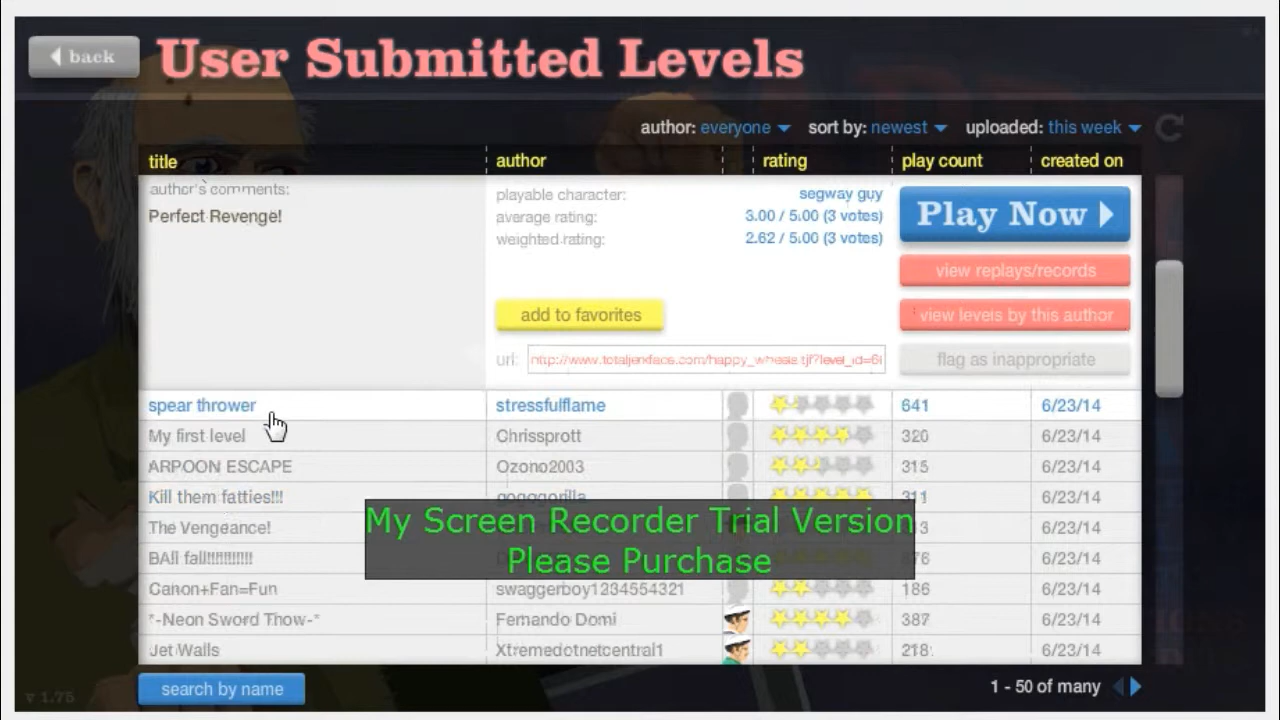 back
User Submitted Levels
author: everyone sort by: newest uploaded: this week
title author rating play count created on
author's comments:
Perfect Revenge!
playable character: segway guy
average rating: 3.00 / 5.00 (3 votes)
weighted rating: 2.62 / 5.00 (3 votes)
Play Now
view replays/records
add to favorites
view levels by this author
url:
flag as inappropriate
spear thrower stressfulflame 641 6/23/14
My first level Chrissprott 320 6/23/14
ARPOON ESCAPE Ozono2003 315 6/23/14
Kill them fatties!!! gogogorilla 311 6/23/14
My Screen Recorder Trial Version
Please Purchase
The Vengeance! 6/23/14
BAll fall!!!!!!!!!!!! 6/23/14
Canon+Fan=Fun swaggerboy1234554321 186 6/23/14
*-Neon Sword Thow-* Fernando Domi 387 6/23/14
Jet Walls Xtremedotnetcentral1 218 6/23/14
v 1.75
search by name
1 - 50 of many